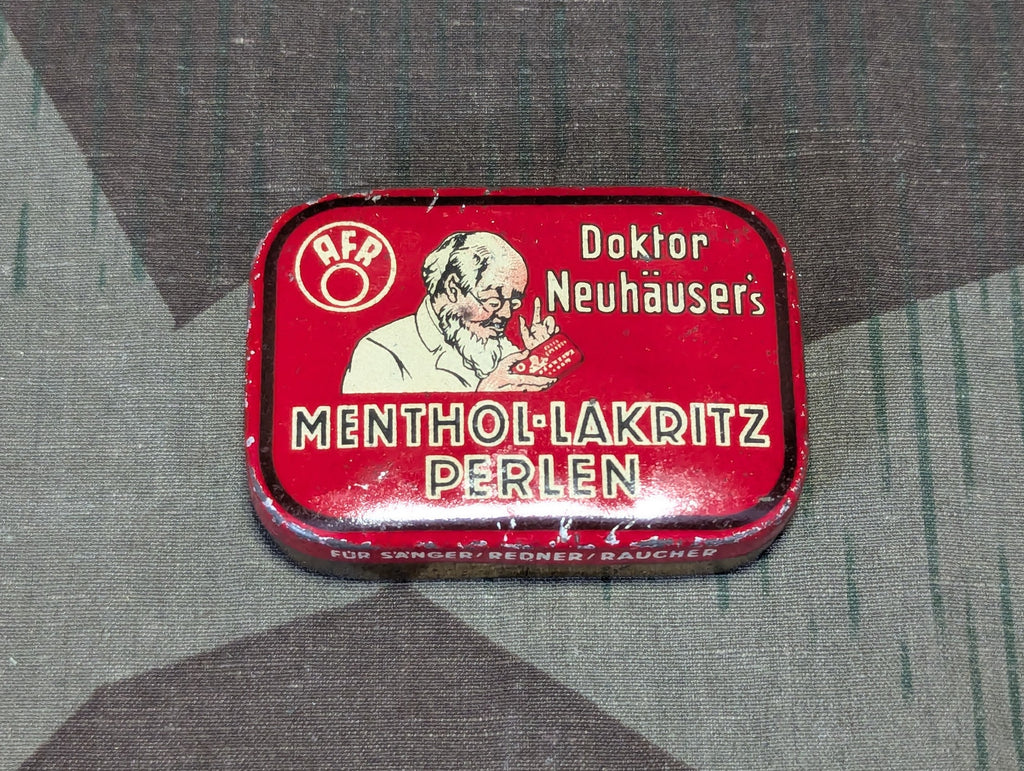 AFR
Doktor
Neuhäuser's
MENTHOL-LAKRITZ
PERLEN
FÜR SÄNGER/REDNER/RAUCHER